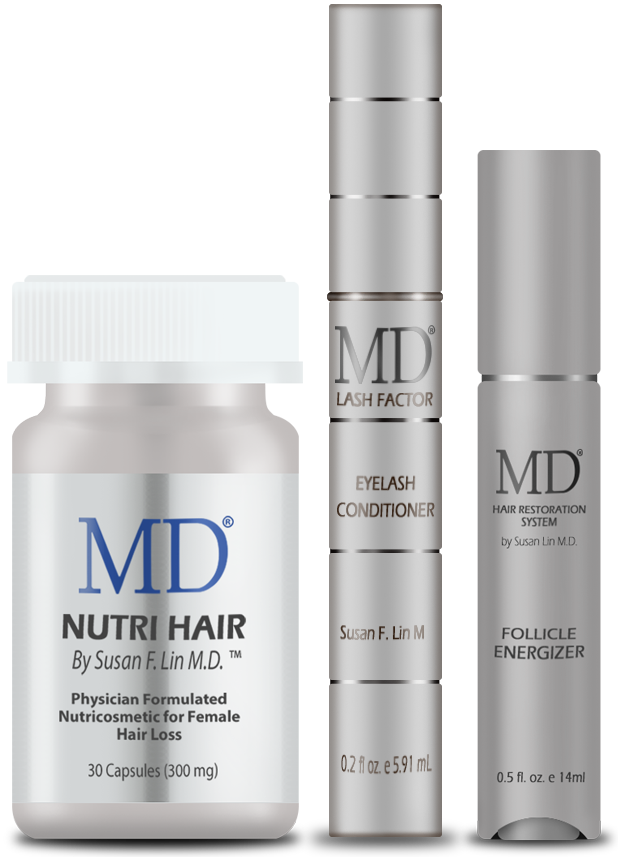 MD®
NUTRI HAIR
By Susan F. Lin M.D. ™
Physician Formulated
Nutricosmetic for Female
Hair Loss
30 Capsules (300 mg)
MD®
LASH FACTOR
EYELASH
CONDITIONER
Susan F. Lin M
0.2 fl oz. e 5.91 mL
MD®
HAIR RESTORATION
SYSTEM
by Susan Lin M.D.
FOLLICLE
ENERGIZER
0.5 fl. oz. e 14ml